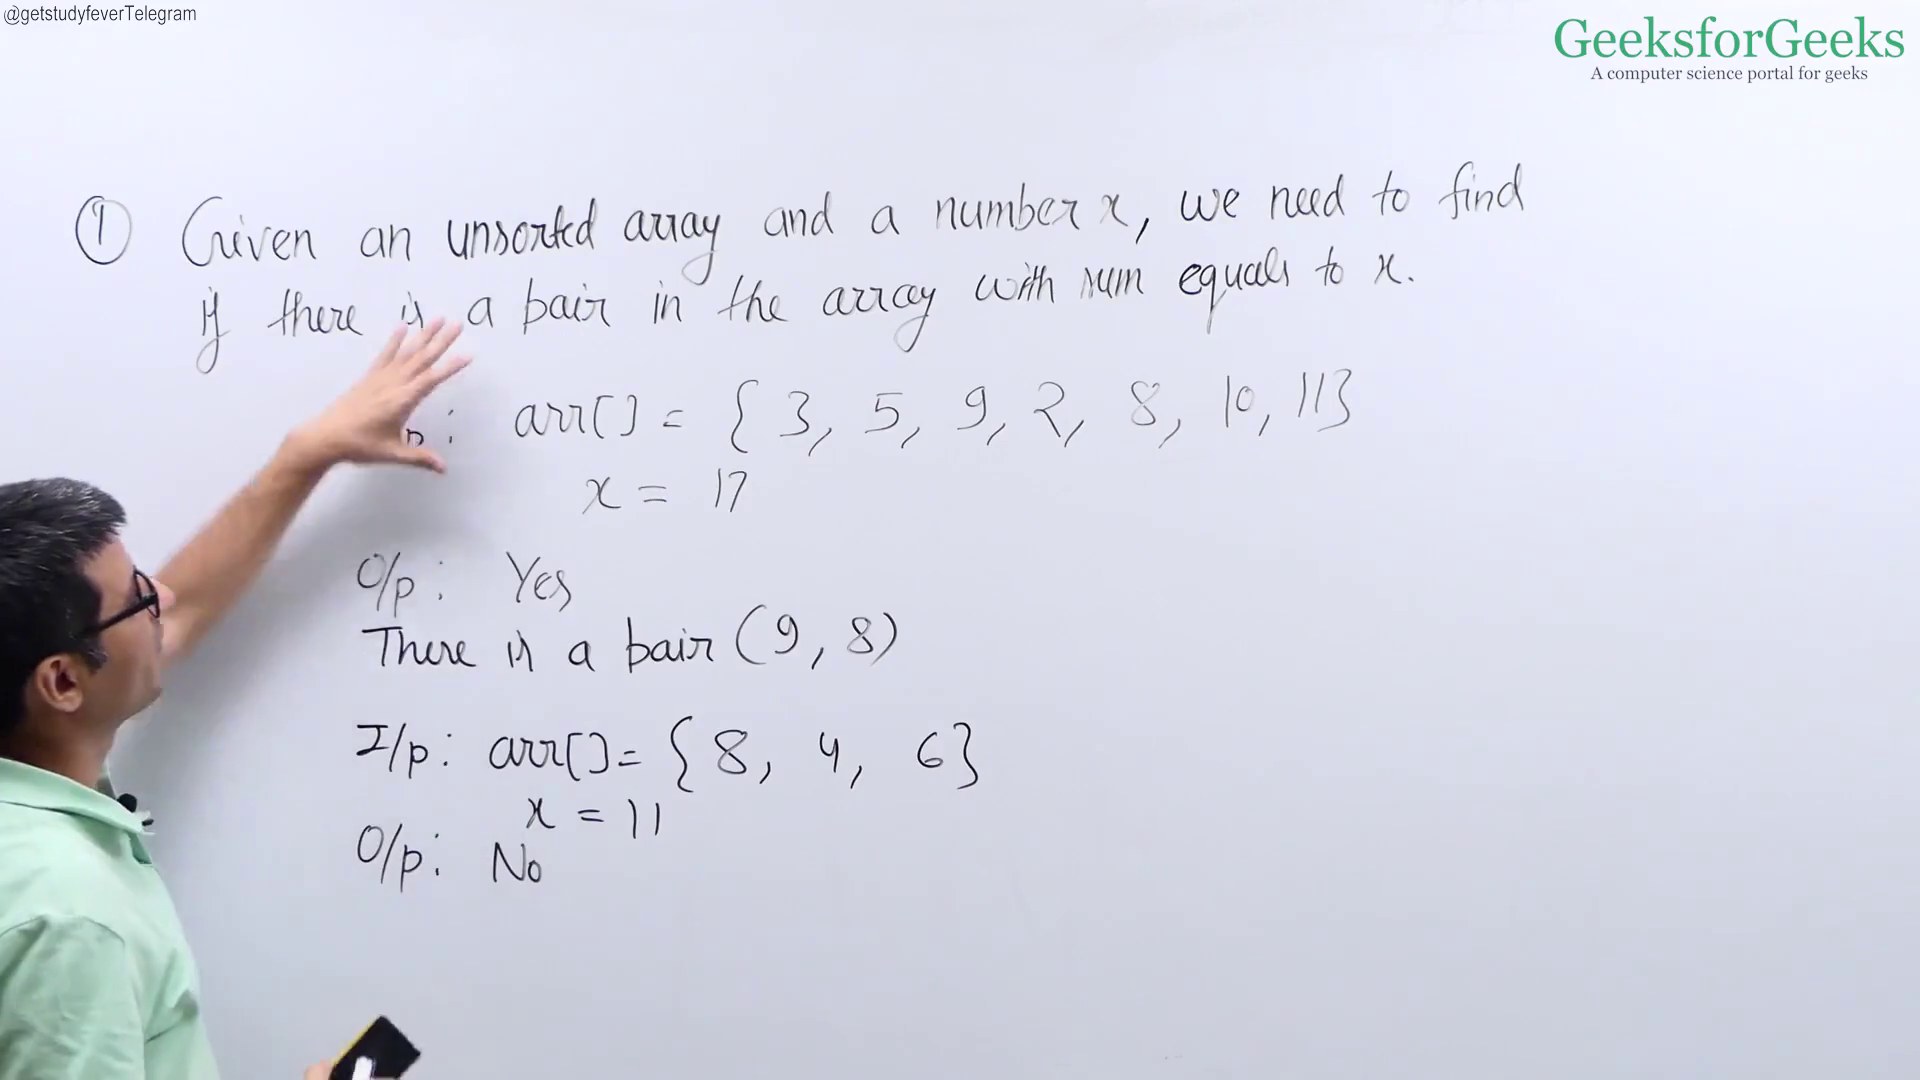 @getstudyfeverTelegram
GeeksforGeeks
A computer science portal for geeks
① Given an unsorted array and a number x, we need to find
if there is a pair in the array with sum equals to x.
p: arr[] = { 3, 5, 9, 2, 8, 10, 11}
x = 17
O/p: Yes
There is a pair (9, 8)
I/p: arr[] = {8, 4, 6}
x = 11
O/p: No